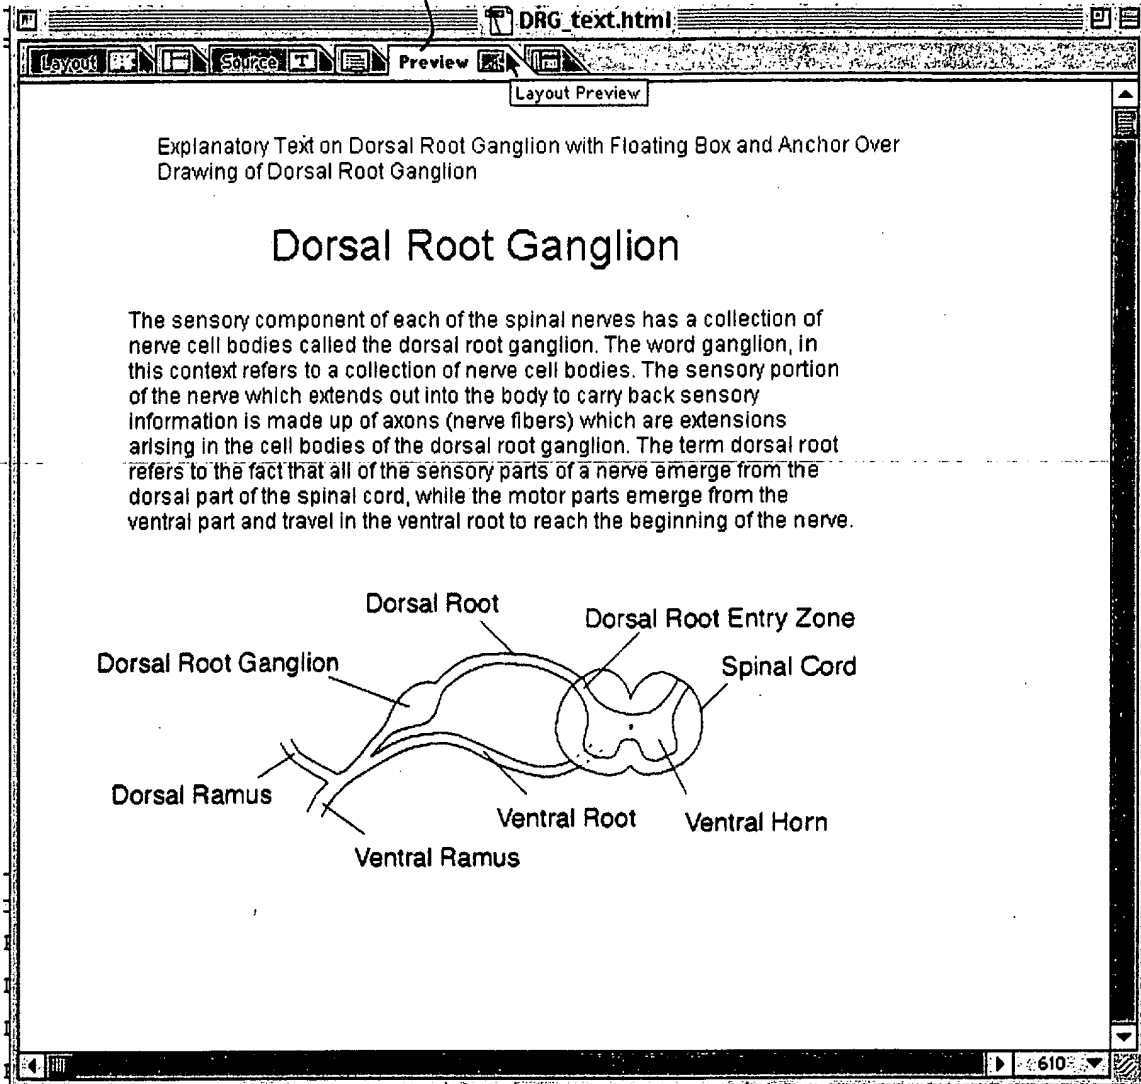 DRG_text.html
Layout Source Preview
Layout Preview
Explanatory Text on Dorsal Root Ganglion with Floating Box and Anchor Over
Drawing of Dorsal Root Ganglion
Dorsal Root Ganglion
The sensory component of each of the spinal nerves has a collection of
nerve cell bodies called the dorsal root ganglion. The word ganglion, in
this context refers to a collection of nerve cell bodies. The sensory portion
of the nerve which extends out into the body to carry back sensory
information is made up of axons (nerve fibers) which are extensions
arising in the cell bodies of the dorsal root ganglion. The term dorsal root
refers to the fact that all of the sensory parts of a nerve emerge from the
dorsal part of the spinal cord, while the motor parts emerge from the
ventral part and travel in the ventral root to reach the beginning of the nerve.
Dorsal Root
Dorsal Root Entry Zone
Dorsal Root Ganglion
Spinal Cord
Dorsal Ramus
Ventral Root
Ventral Horn
Ventral Ramus
610